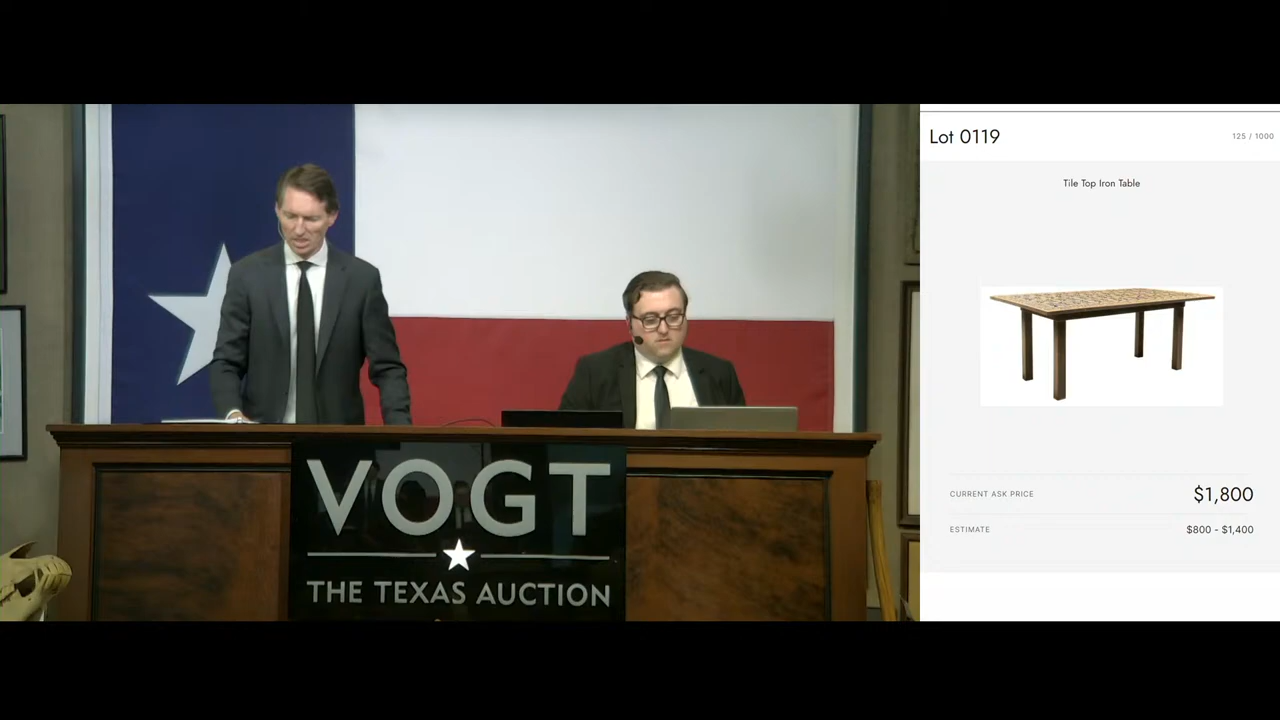 Lot 0119
125 / 1000
Tile Top Iron Table
CURRENT ASK PRICE
$1,800
ESTIMATE
$800 - $1,400
VOGT
THE TEXAS AUCTION